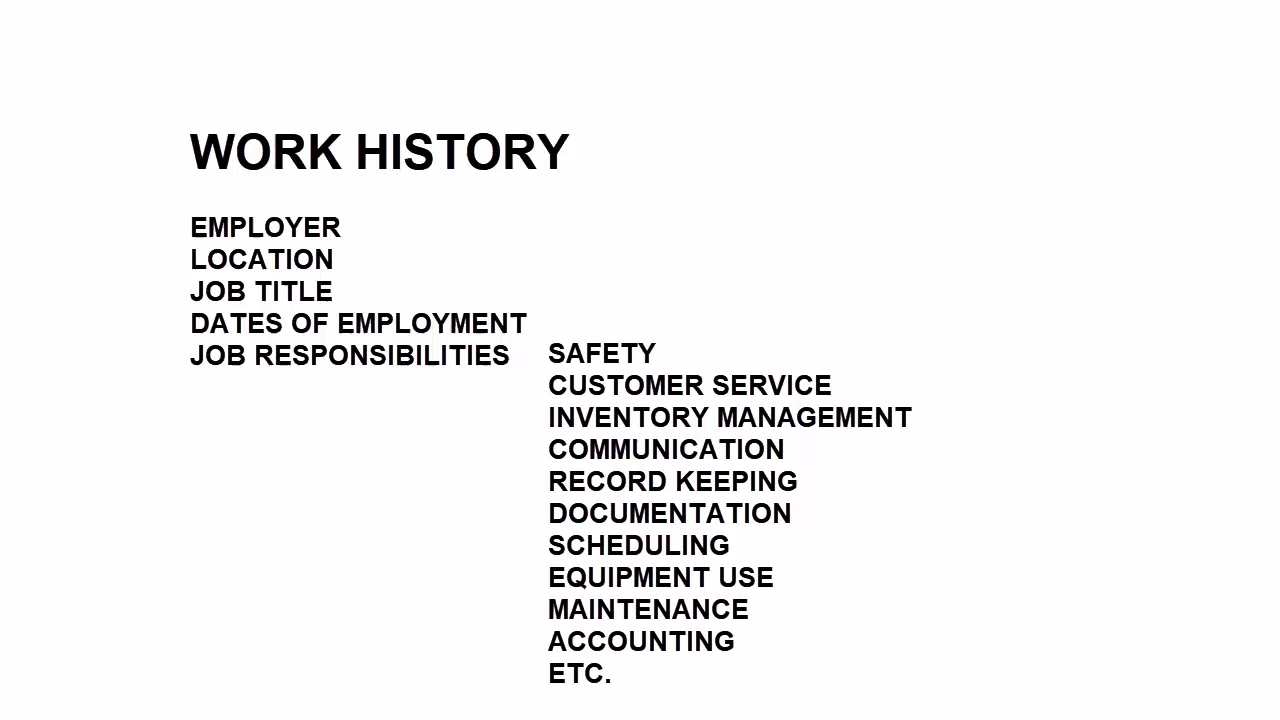 WORK HISTORY
EMPLOYER
LOCATION
JOB TITLE
DATES OF EMPLOYMENT
JOB RESPONSIBILITIES
SAFETY
CUSTOMER SERVICE
INVENTORY MANAGEMENT
COMMUNICATION
RECORD KEEPING
DOCUMENTATION
SCHEDULING
EQUIPMENT USE
MAINTENANCE
ACCOUNTING
ETC.